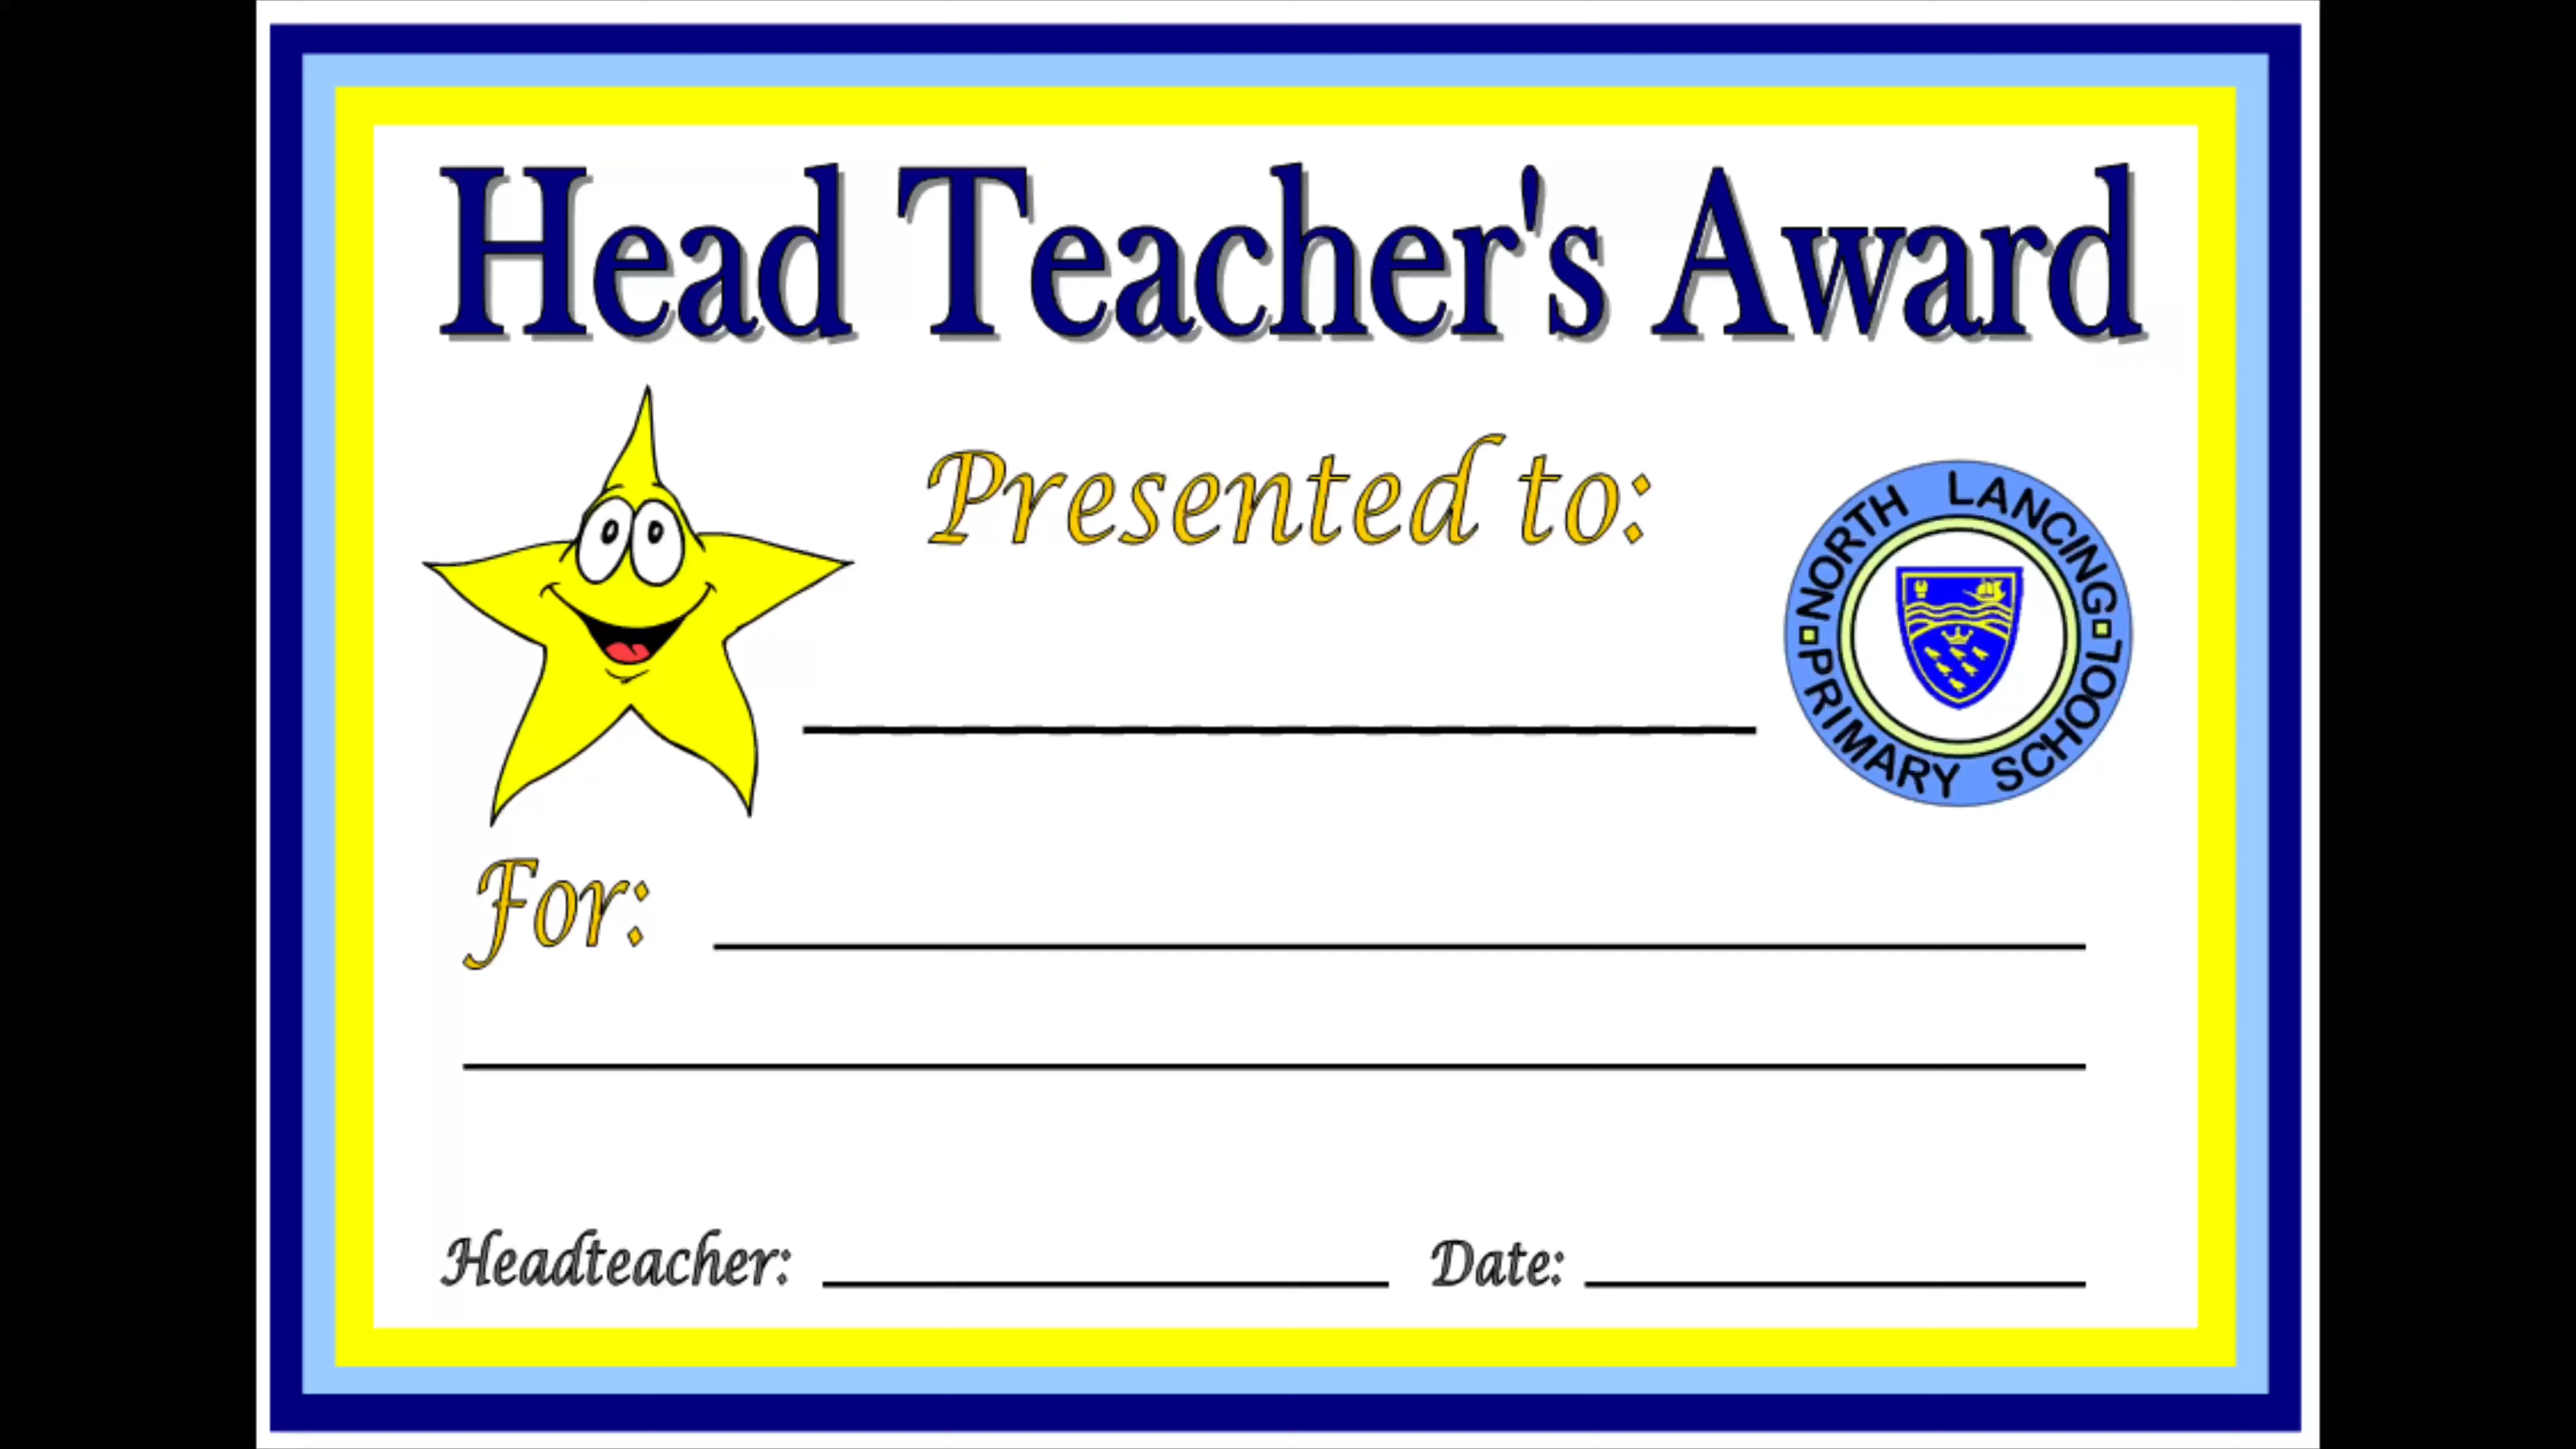 Head Teacher's Award
Presented to:
NORTH LANCING
PRIMARY SCHOOL
For:
Headteacher:
Date: